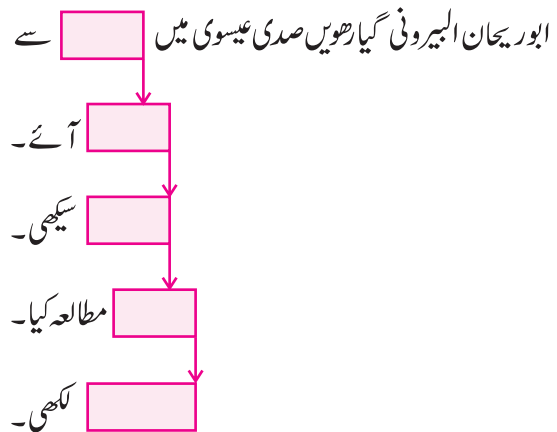 ابوریحان البیرونی گیارھویں صدی عیسوی میں سے
آئے۔
سیکھی۔
مطالعہ کیا۔
لکھی۔